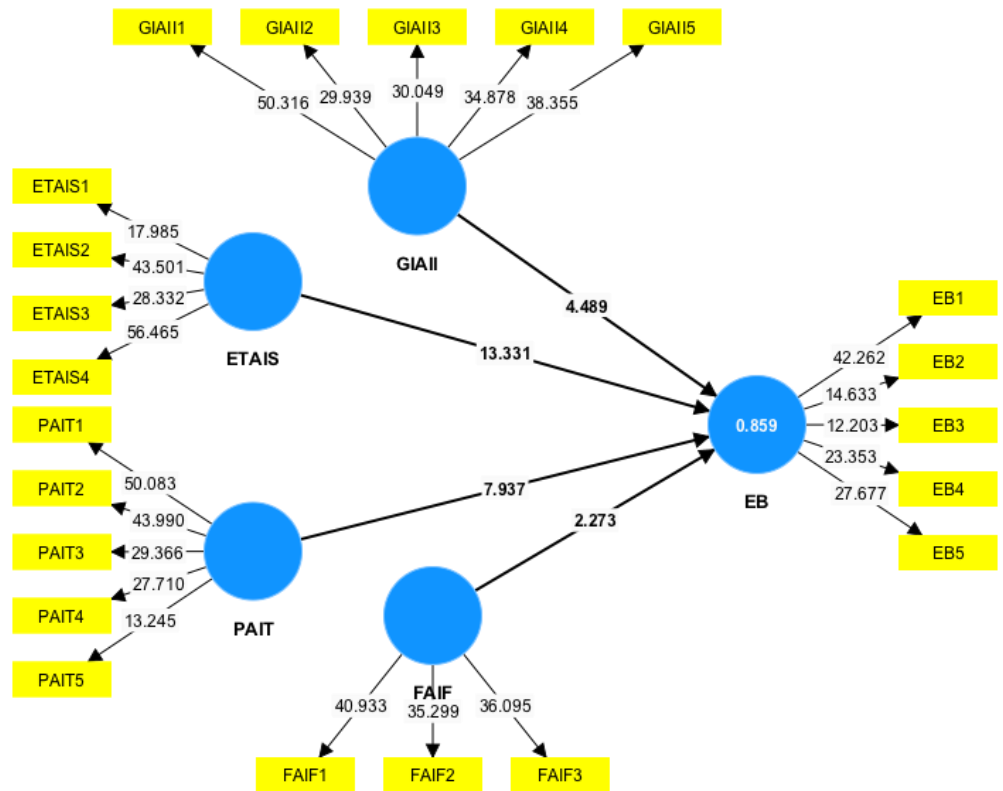 GIAII1 GIAII2 GIAII3 GIAII4 GIAII5
50.316 29.939 30.049 34.878 38.355
GIAII
ETAIS1
ETAIS2
ETAIS3
ETAIS4
17.985
43.501
28.332
56.465
ETAIS
4.489
13.331
7.937
2.273
PAIT1
PAIT2
PAIT3
PAIT4
PAIT5
50.083
43.990
29.366
27.710
13.245
PAIT
FAIF
40.933 35.299 36.095
FAIF1 FAIF2 FAIF3
0.859
EB
42.262
14.633
12.203
23.353
27.677
EB1
EB2
EB3
EB4
EB5